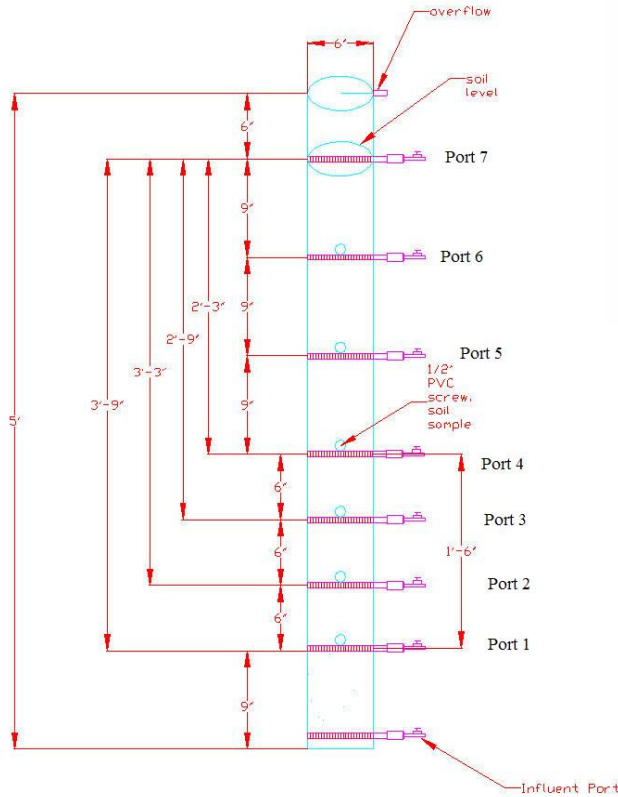 overflow
6"
soil
level
6"
Port 7
9"
Port 6
9"
2'-3"
2'-9"
3'-3"
3'-9"
5'
Port 5
1/2"
PVC
screw,
soil
sample
9"
Port 4
6"
Port 3
1'-6"
6"
Port 2
6"
Port 1
9"
Influent Port